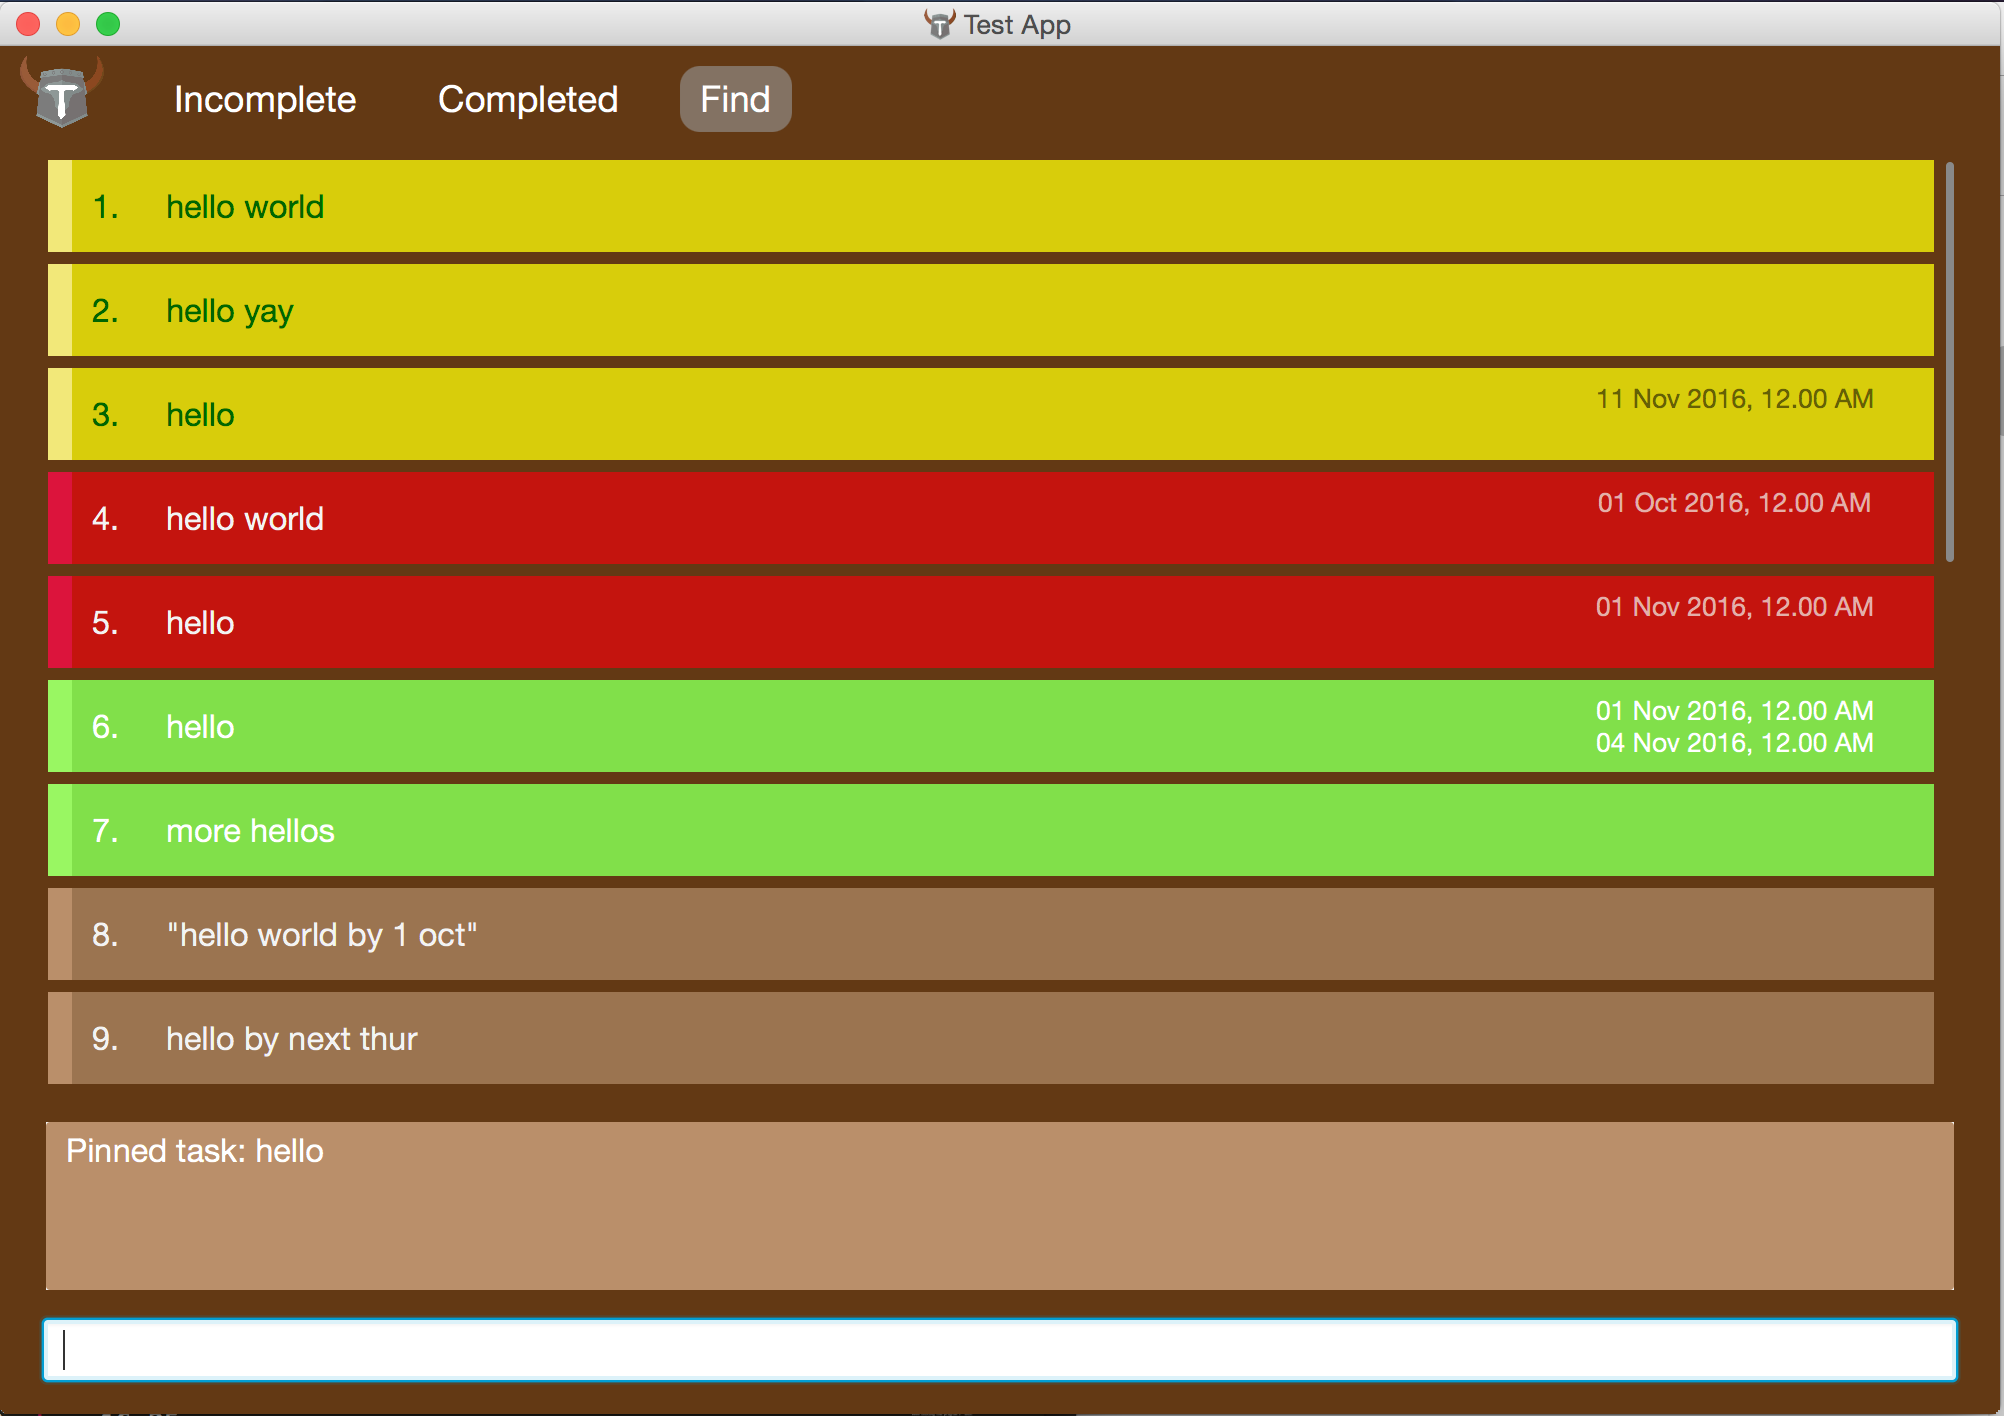 Test App
Incomplete Completed Find
1. hello world
2. hello yay
3. hello 11 Nov 2016, 12.00 AM
4. hello world 01 Oct 2016, 12.00 AM
5. hello 01 Nov 2016, 12.00 AM
6. hello 01 Nov 2016, 12.00 AM
04 Nov 2016, 12.00 AM
7. more hellos
8. "hello world by 1 oct"
9. hello by next thur
Pinned task: hello